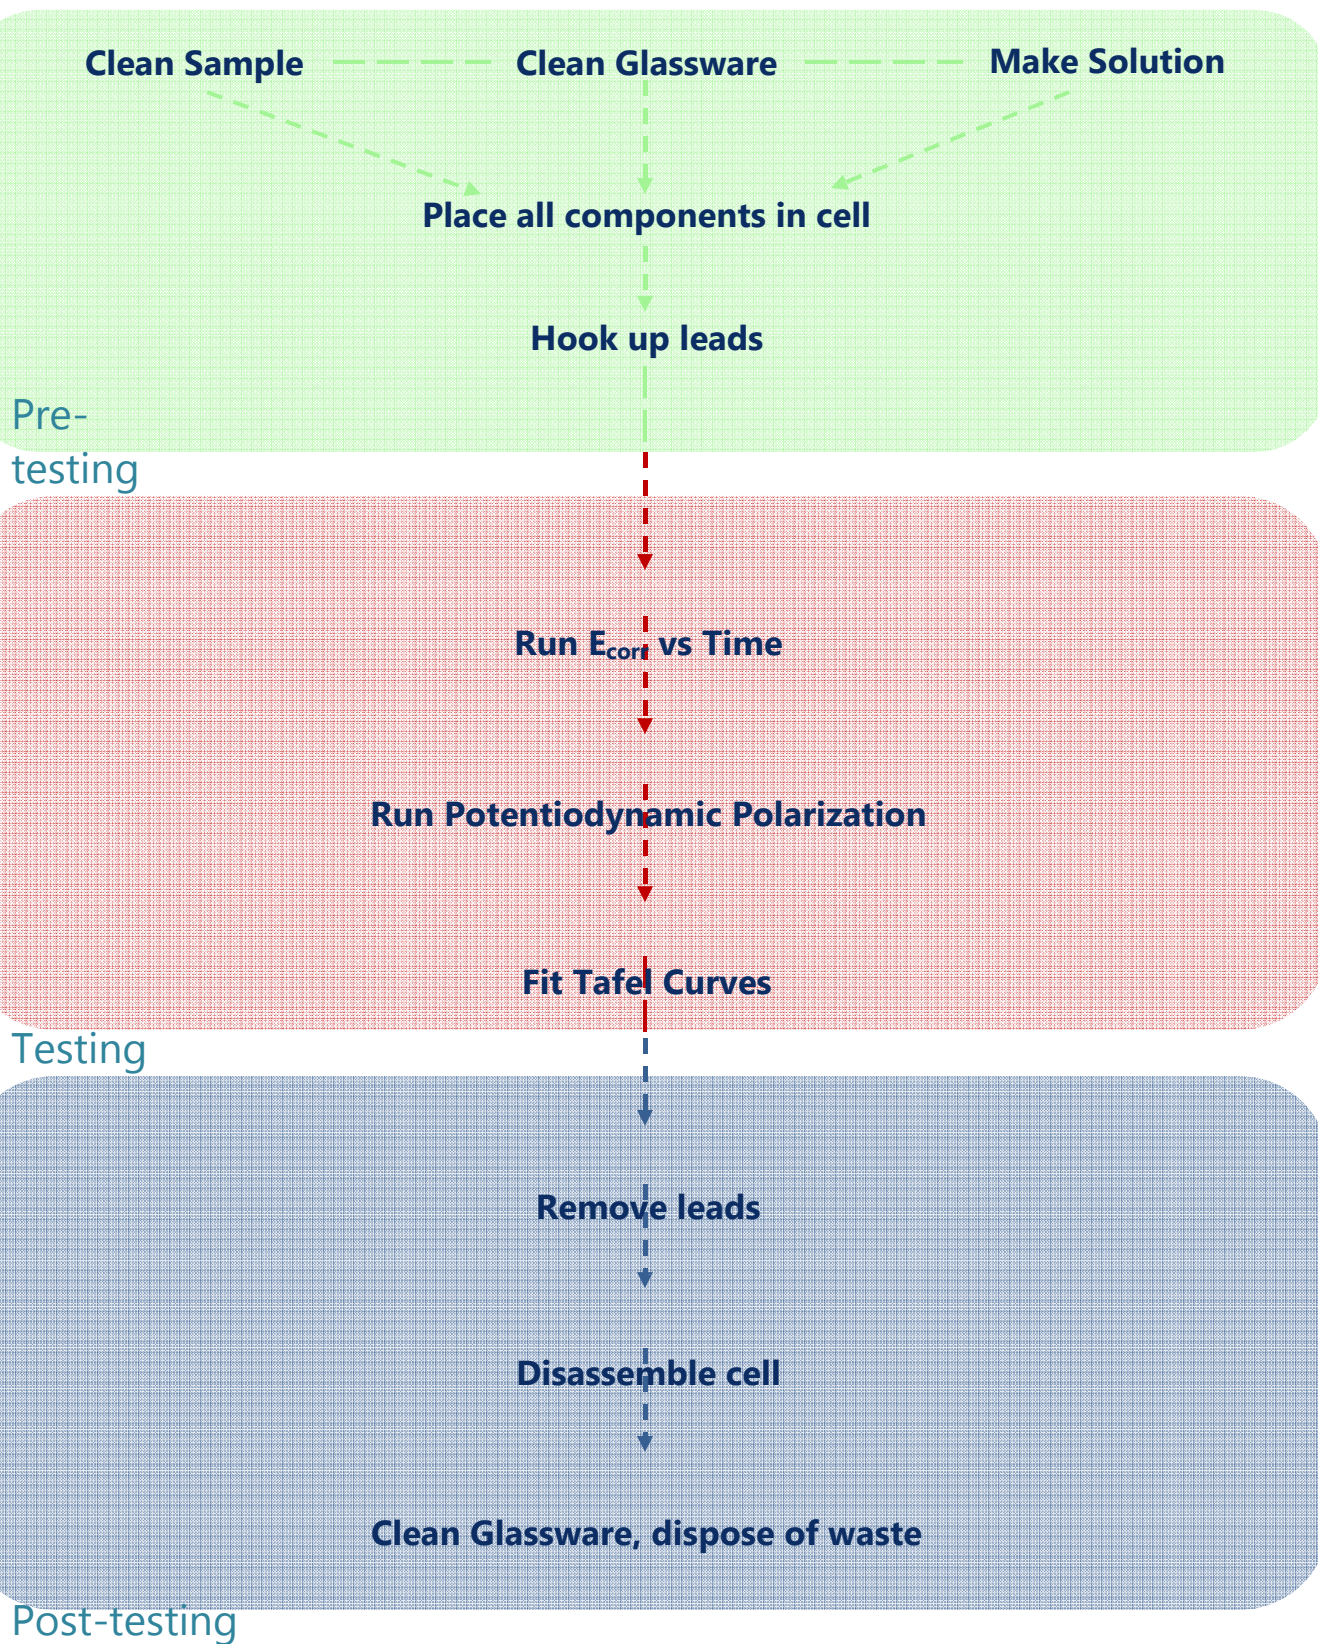 Clean Sample
Clean Glassware
Make Solution
Place all components in cell
Hook up leads
Pre-
testing
Run Ecorr vs Time
Run Potentiodynamic Polarization
Fit Tafel Curves
Testing
Remove leads
Disassemble cell
Clean Glassware, dispose of waste
Post-testing